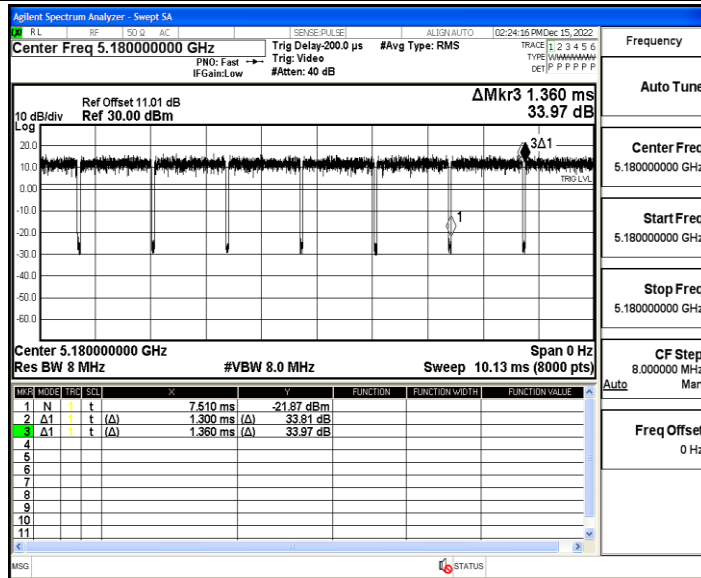 Agilent Spectrum Analyzer - Swept SA
RL RF 50 Ω AC SENSE:PULSE ALIGN AUTO 02:24:16 PM Dec 15, 2022
Center Freq 5.180000000 GHz
PNO: Fast
IFGain:Low
Trig Delay-200.0 µs
Trig: Video
#Atten: 40 dB
#Avg Type: RMS
TRACE 1 2 3 4 5 6
TYPE WWWWWW
DET P P P P P P
ΔMkr3 1.360 ms
33.97 dB
Ref Offset 11.01 dB
10 dB/div Ref 30.00 dBm
Log
20.0
10.0
0.00
-10.0
-20.0
-30.0
-40.0
-50.0
-60.0
3Δ1
TRIG LVL
1
Center 5.180000000 GHz Span 0 Hz
Res BW 8 MHz #VBW 8.0 MHz Sweep 10.13 ms (8000 pts)
MKR MODE TRC SCL X Y FUNCTION FUNCTION WIDTH FUNCTION VALUE
1 N 1 t 7.510 ms -21.87 dBm
2 Δ1 1 t (Δ) 1.300 ms (Δ) 33.81 dB
3 Δ1 1 t (Δ) 1.360 ms (Δ) 33.97 dB
4
5
6
7
8
9
10
11
MSG STATUS
Frequency
Auto Tune
Center Freq
5.180000000 GHz
Start Freq
5.180000000 GHz
Stop Freq
5.180000000 GHz
CF Step
8.000000 MHz
Auto Man
Freq Offset
0 Hz